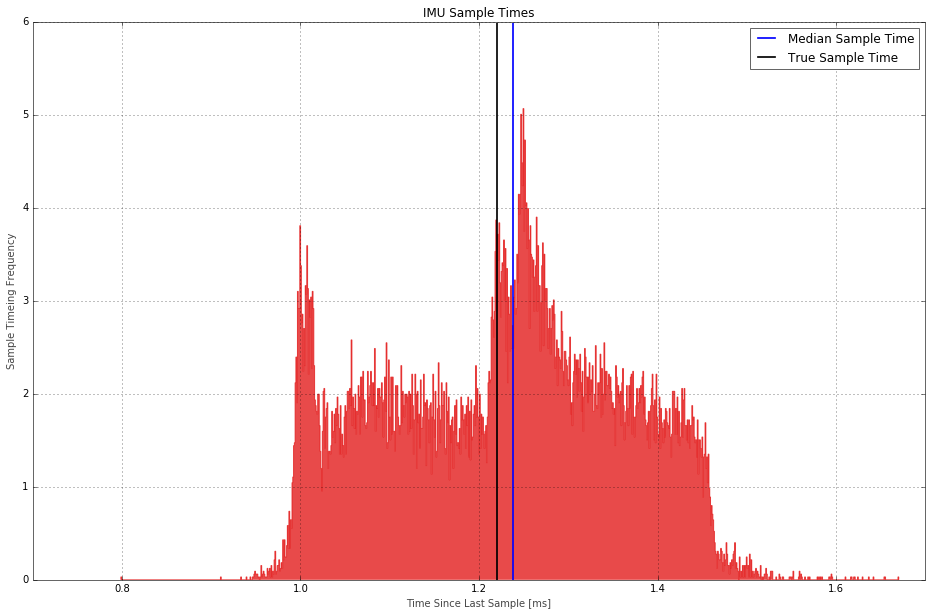 IMU Sample Times
Median Sample Time
True Sample Time
Sample Timeing Frequency
6
5
4
3
2
1
0
0.8
1.0
1.2
1.4
1.6
Time Since Last Sample [ms]